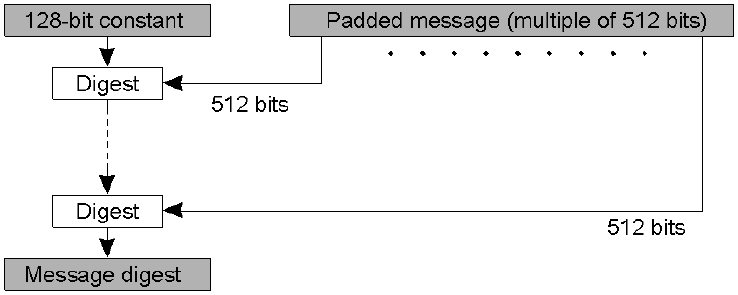 128-bit constant
Padded message (multiple of 512 bits)
Digest
512 bits
Digest
512 bits
Message digest